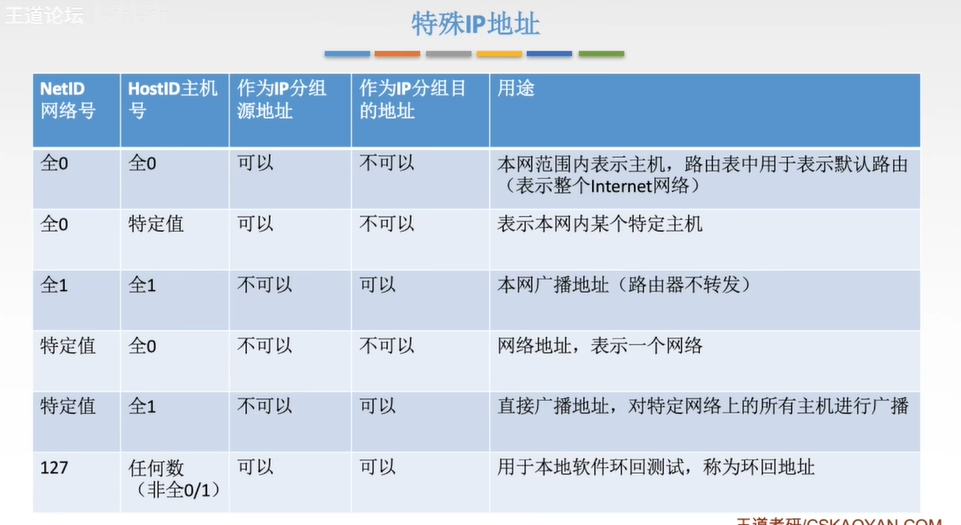 王道论坛
特殊IP地址
NetID
网络号
HostID主机
号
作为IP分组
源地址
作为IP分组目
的地址
用途
全0
全0
可以
不可以
本网范围内表示主机，路由表中用于表示默认路由
（表示整个Internet网络）
全0
特定值
可以
不可以
表示本网内某个特定主机
全1
全1
不可以
可以
本网广播地址（路由器不转发）
特定值
全0
不可以
不可以
网络地址，表示一个网络
特定值
全1
不可以
可以
直接广播地址，对特定网络上的所有主机进行广播
127
任何数
（非全0/1）
可以
可以
用于本地软件环回测试，称为环回地址
王道考研/CSKAOYAN.COM